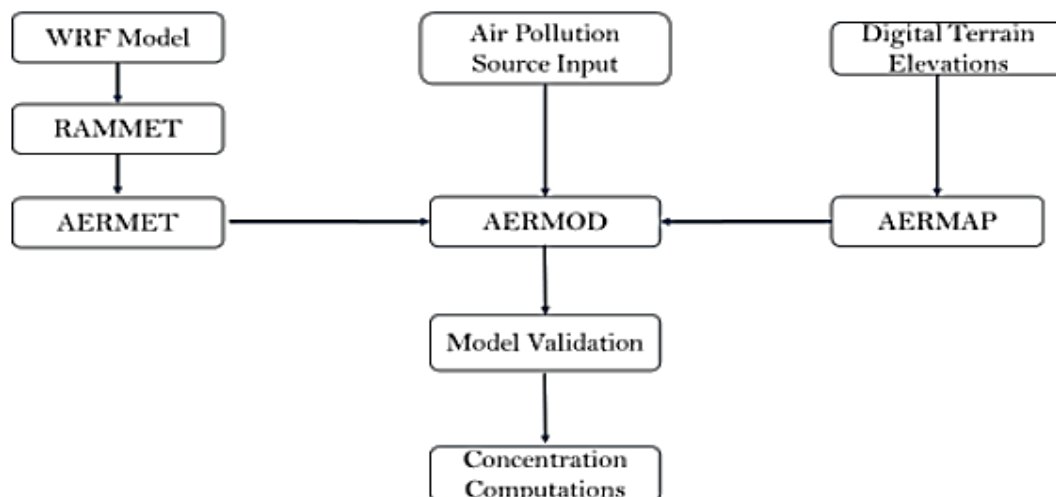 WRF Model
Air Pollution
Source Input
Digital Terrain
Elevations
RAMMET
AERMET
AERMOD
AERMAP
Model Validation
Concentration
Computations